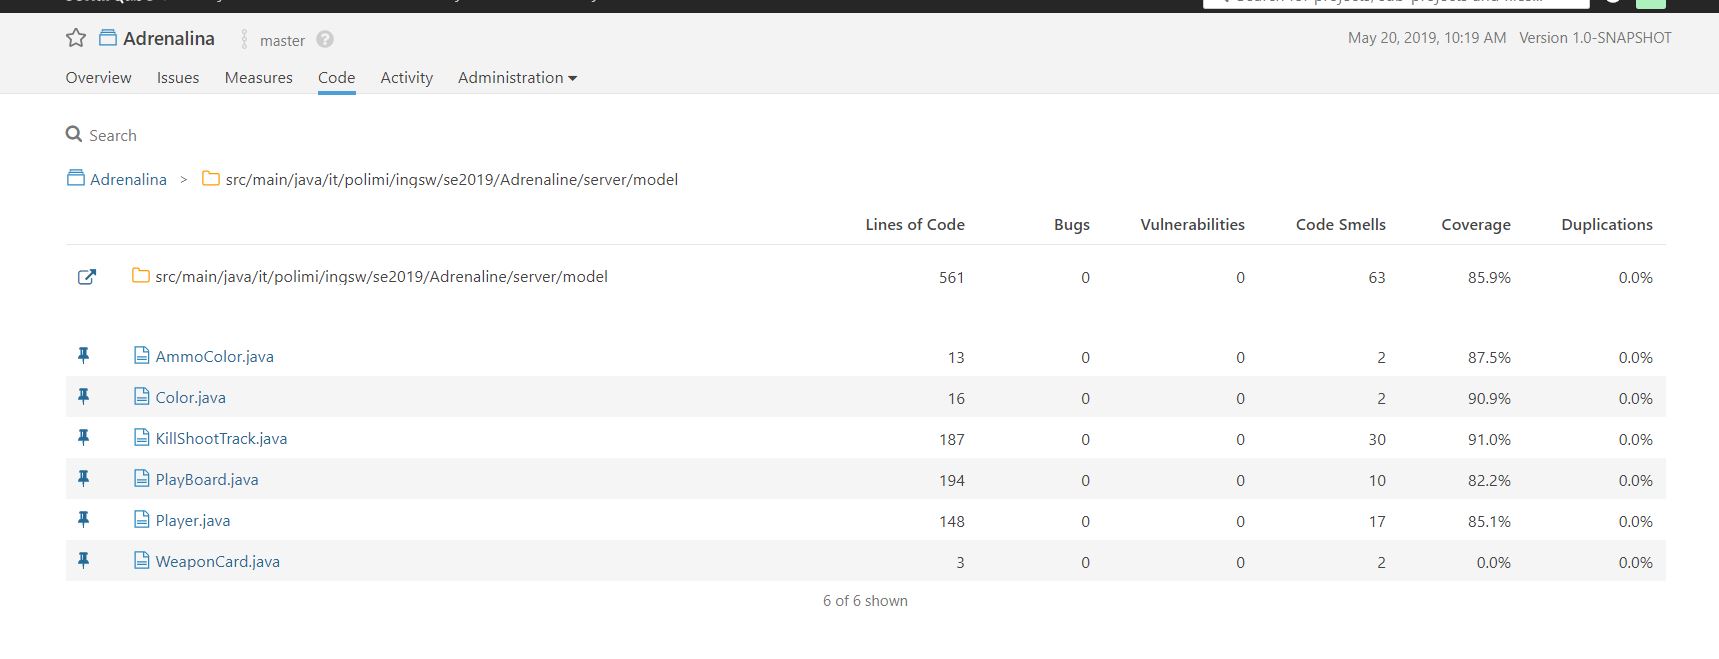 Adrenalina master ? May 20, 2019, 10:19 AM Version 1.0-SNAPSHOT
Overview Issues Measures Code Activity Administration
Search
Adrenalina > src/main/java/it/polimi/ingsw/se2019/Adrenaline/server/model
Lines of Code Bugs Vulnerabilities Code Smells Coverage Duplications
src/main/java/it/polimi/ingsw/se2019/Adrenaline/server/model 561 0 0 63 85.9% 0.0%
AmmoColor.java 13 0 0 2 87.5% 0.0%
Color.java 16 0 0 2 90.9% 0.0%
KillShootTrack.java 187 0 0 30 91.0% 0.0%
PlayBoard.java 194 0 0 10 82.2% 0.0%
Player.java 148 0 0 17 85.1% 0.0%
WeaponCard.java 3 0 0 2 0.0% 0.0%
6 of 6 shown